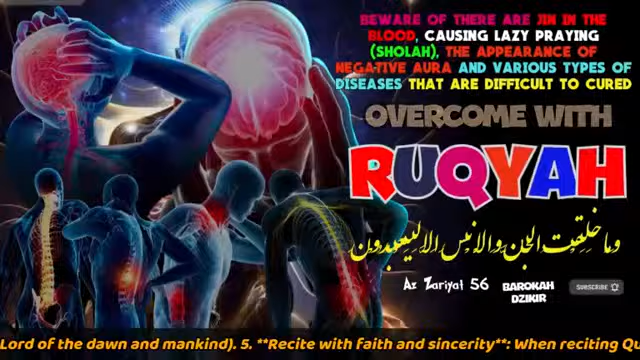 BEWARE OF THERE ARE JIN IN THE
BLOOD, CAUSING LAZY PRAYING
(SHOLAH), THE APPEARANCE OF
NEGATIVE AURA AND VARIOUS TYPES OF
DISEASES THAT ARE DIFFICULT TO CURED
OVERCOME WITH
RUQYAH
وما خلقت الجن والانس الا ليعبدون
Az Zariyat 56
BAROKAH
DZIKIR
SUBSCRIBE
Lord of the dawn and mankind). 5. **Recite with faith and sincerity**: When reciting Qu